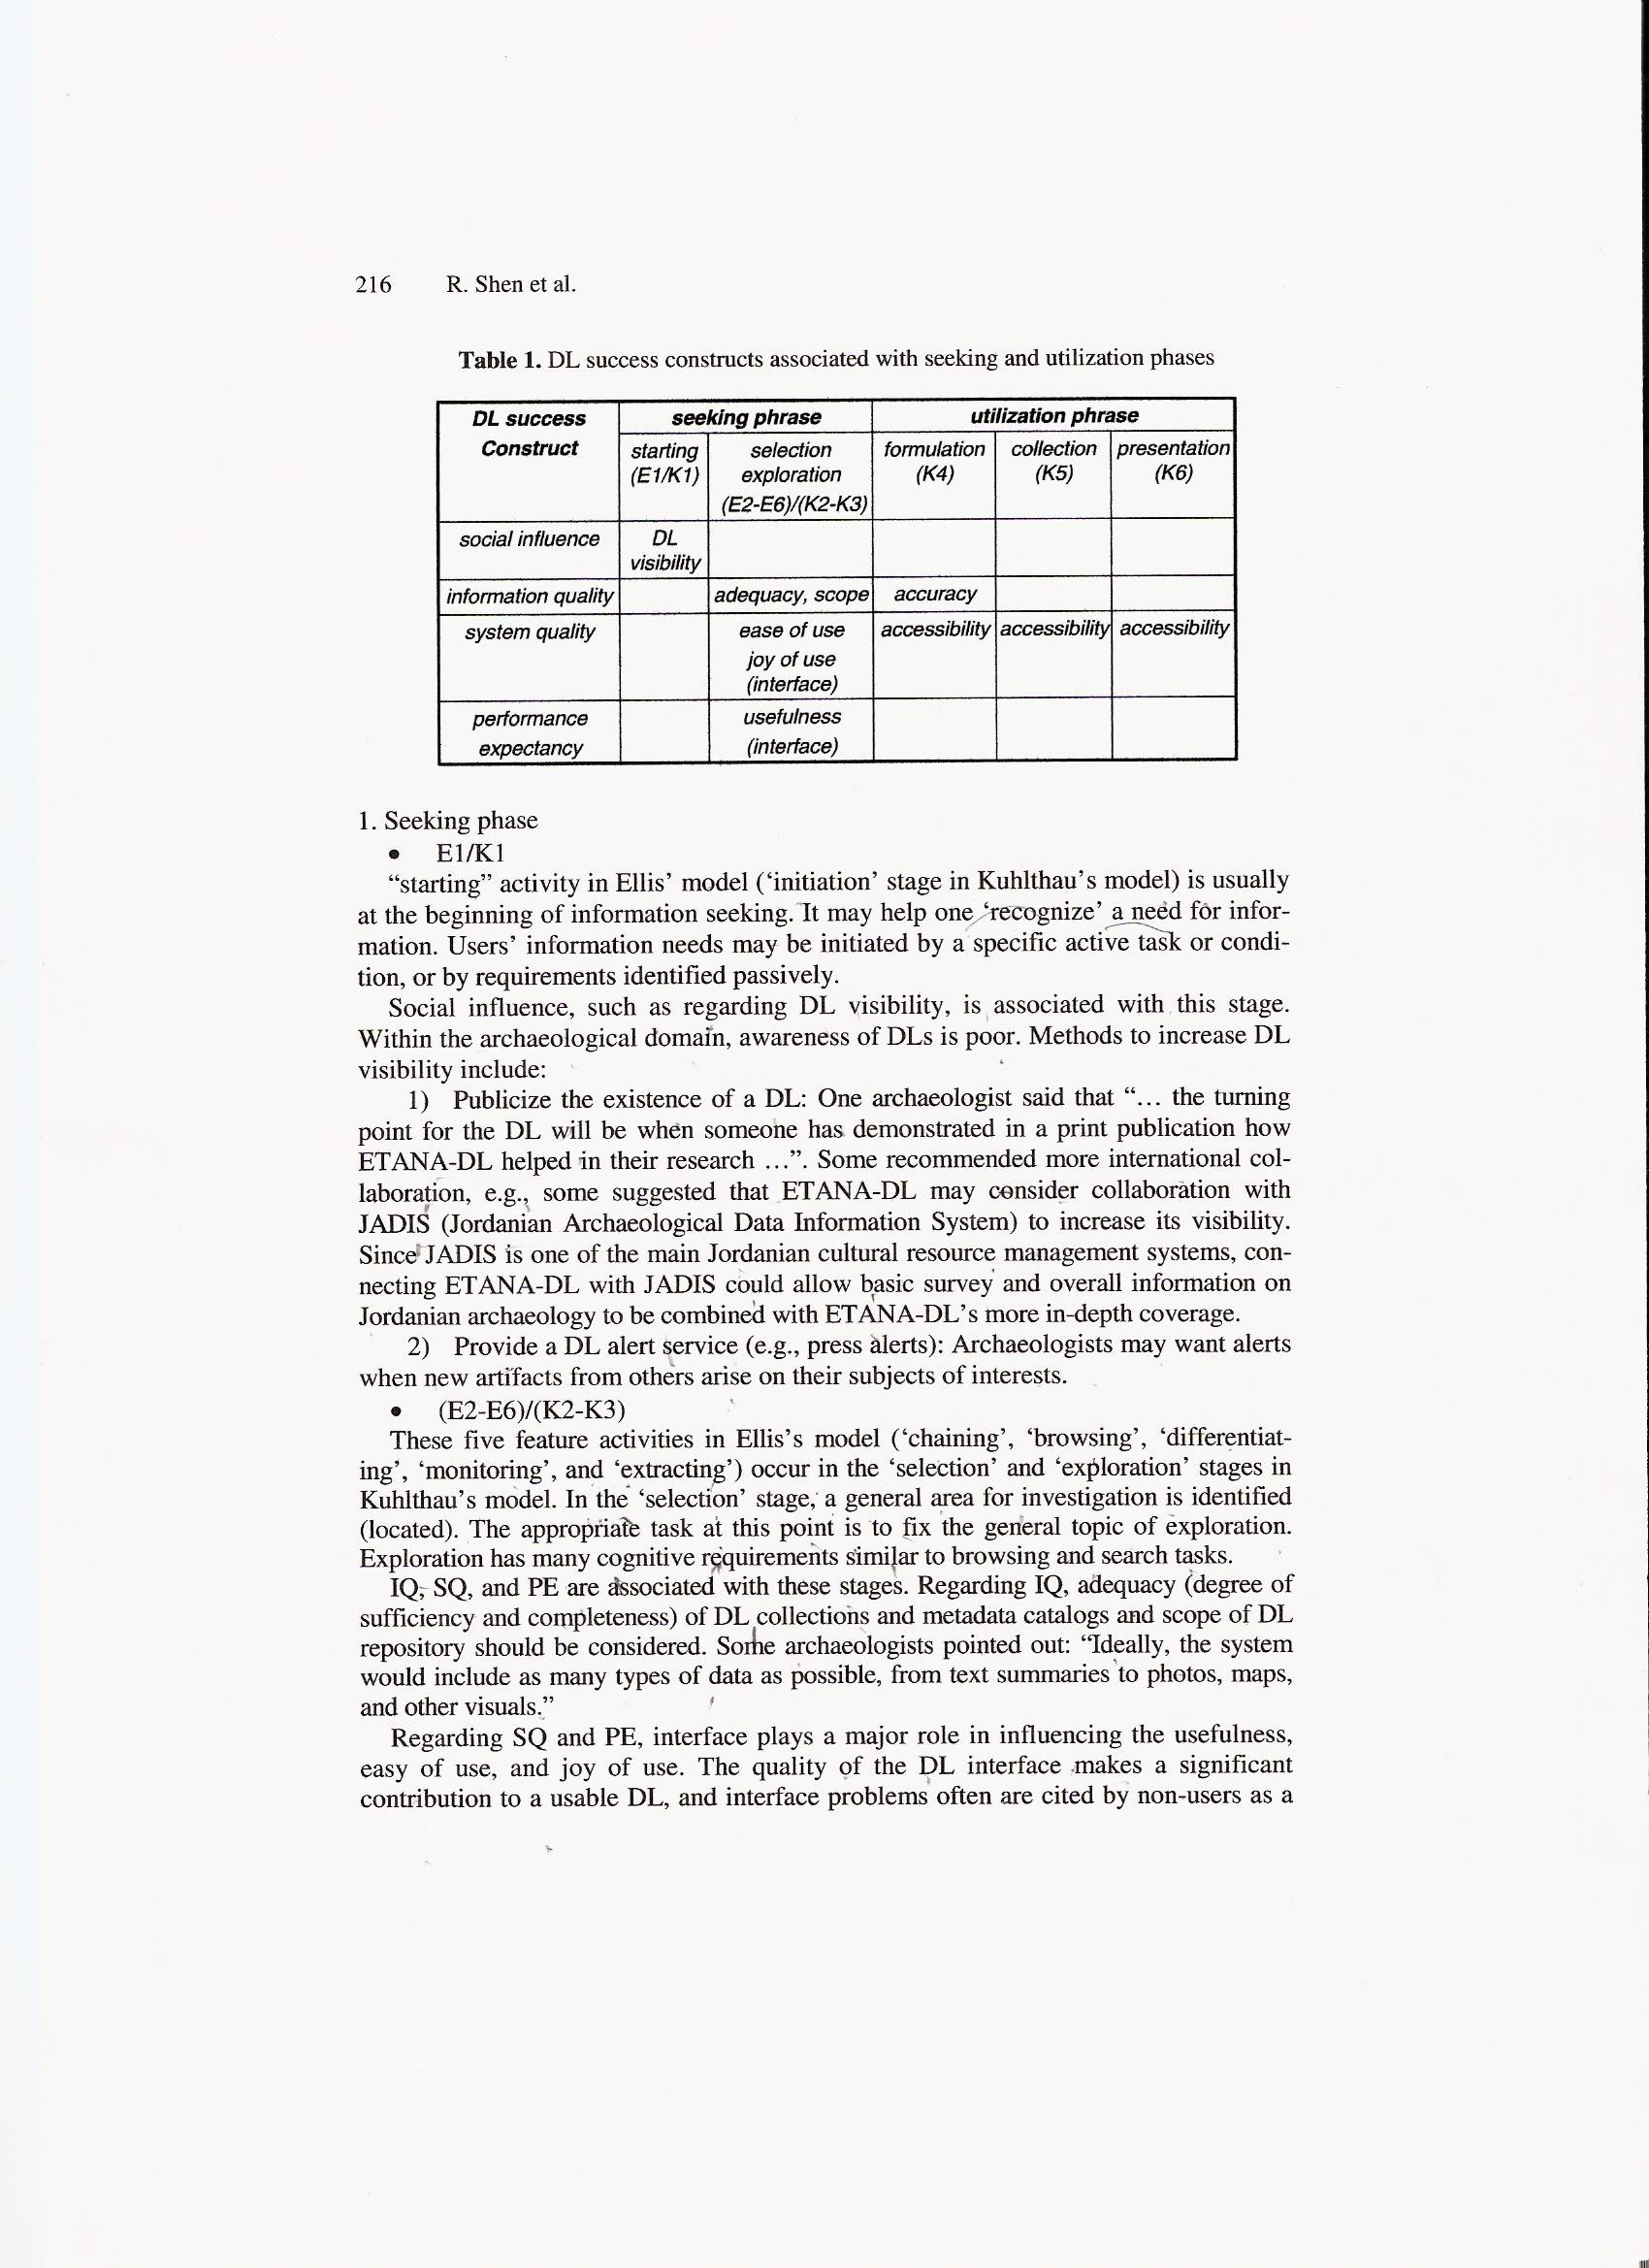 216 R. Shen et al.
Table 1. DL success constructs associated with seeking and utilization phases
DL success seeking phrase utilization phrase
Construct starting selection formulation collection presentation
(E1/K1) exploration (K4) (K5) (K6)
(E2-E6)/(K2-K3)
social influence DL
visibility
information quality adequacy, scope accuracy
system quality ease of use accessibility accessibility accessibility
joy of use
(interface)
performance usefulness
expectancy (interface)
1. Seeking phase
• E1/K1
“starting” activity in Ellis’ model (‘initiation’ stage in Kuhlthau’s model) is usually
at the beginning of information seeking. It may help one ‘recognize’ a need for infor-
mation. Users’ information needs may be initiated by a specific active task or condi-
tion, or by requirements identified passively.
Social influence, such as regarding DL visibility, is associated with this stage.
Within the archaeological domain, awareness of DLs is poor. Methods to increase DL
visibility include:
1) Publicize the existence of a DL: One archaeologist said that “… the turning
point for the DL will be when someone has demonstrated in a print publication how
ETANA-DL helped in their research …”. Some recommended more international col-
laboration, e.g., some suggested that ETANA-DL may consider collaboration with
JADIS (Jordanian Archaeological Data Information System) to increase its visibility.
Since JADIS is one of the main Jordanian cultural resource management systems, con-
necting ETANA-DL with JADIS could allow basic survey and overall information on
Jordanian archaeology to be combined with ETANA-DL’s more in-depth coverage.
2) Provide a DL alert service (e.g., press alerts): Archaeologists may want alerts
when new artifacts from others arise on their subjects of interests.
• (E2-E6)/(K2-K3)
These five feature activities in Ellis’s model (‘chaining’, ‘browsing’, ‘differentiat-
ing’, ‘monitoring’, and ‘extracting’) occur in the ‘selection’ and ‘exploration’ stages in
Kuhlthau’s model. In the ‘selection’ stage, a general area for investigation is identified
(located). The appropriate task at this point is to fix the general topic of exploration.
Exploration has many cognitive requirements similar to browsing and search tasks.
IQ, SQ, and PE are associated with these stages. Regarding IQ, adequacy (degree of
sufficiency and completeness) of DL collections and metadata catalogs and scope of DL
repository should be considered. Some archaeologists pointed out: “Ideally, the system
would include as many types of data as possible, from text summaries to photos, maps,
and other visuals.”
Regarding SQ and PE, interface plays a major role in influencing the usefulness,
easy of use, and joy of use. The quality of the DL interface makes a significant
contribution to a usable DL, and interface problems often are cited by non-users as a